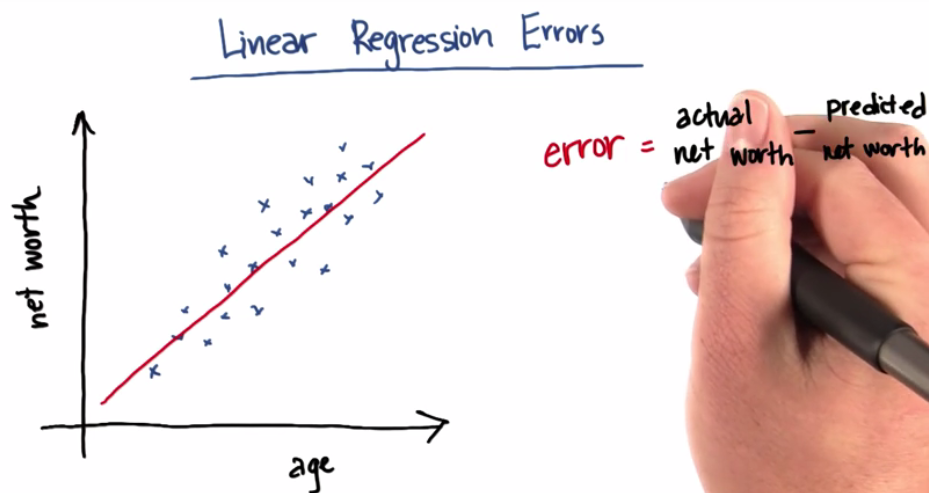 Linear Regression Errors
net worth
age
error = actual net worth - predicted net worth